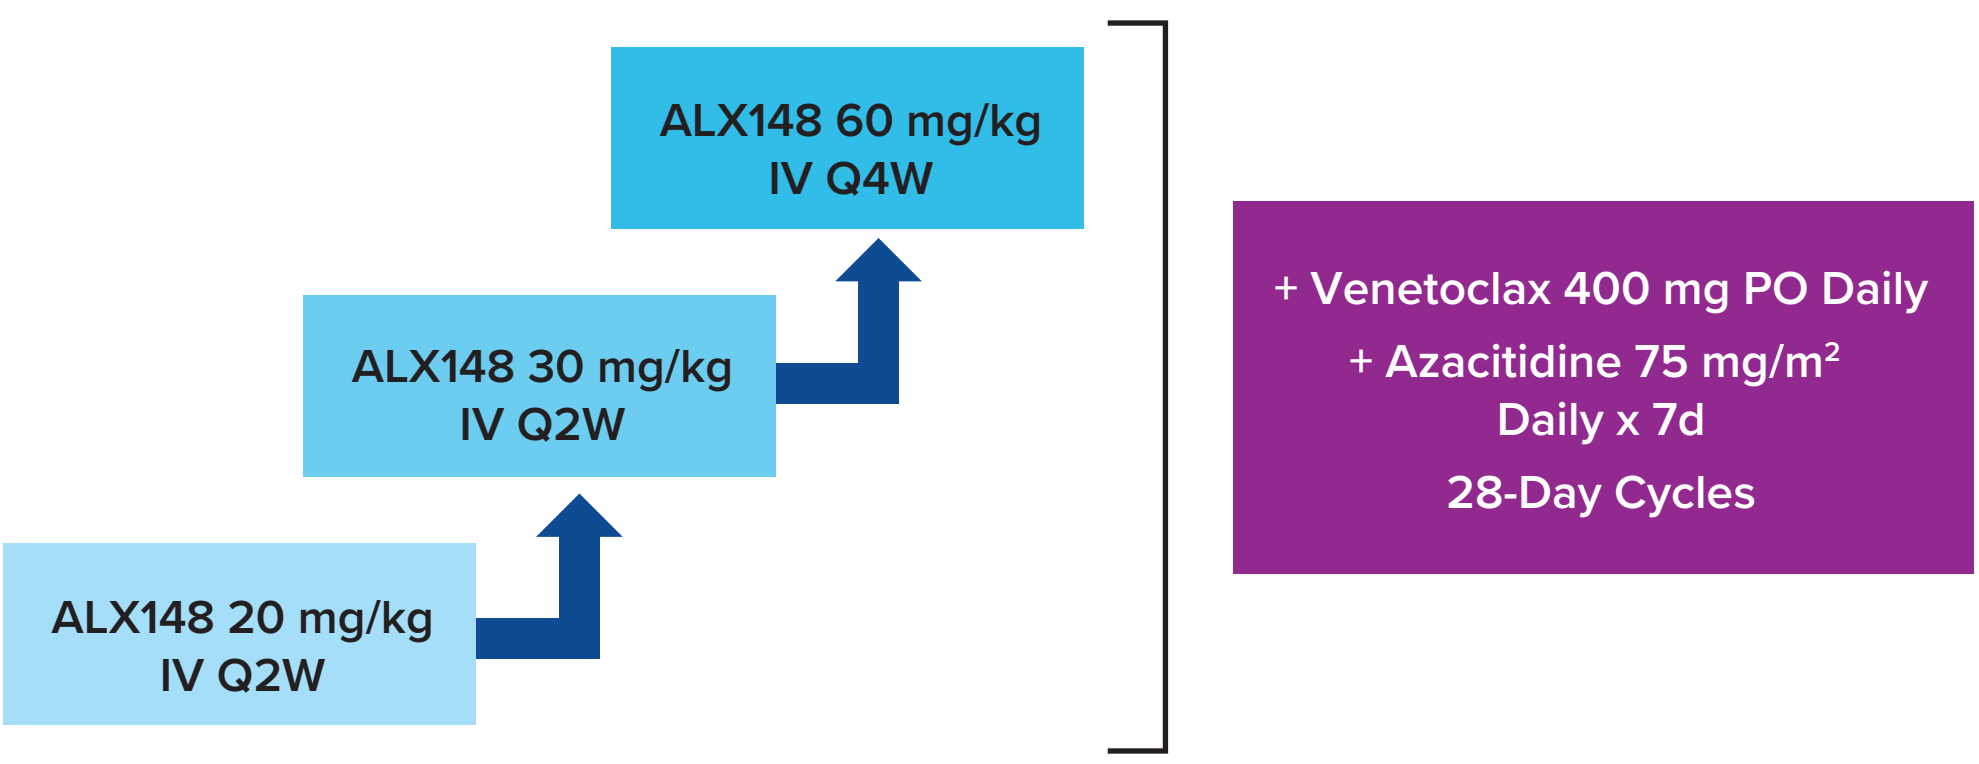 ALX148 60 mg/kg
IV Q4W
ALX148 30 mg/kg
IV Q2W
ALX148 20 mg/kg
IV Q2W
+ Venetoclax 400 mg PO Daily
+ Azacitidine 75 mg/m²
Daily x 7d
28-Day Cycles